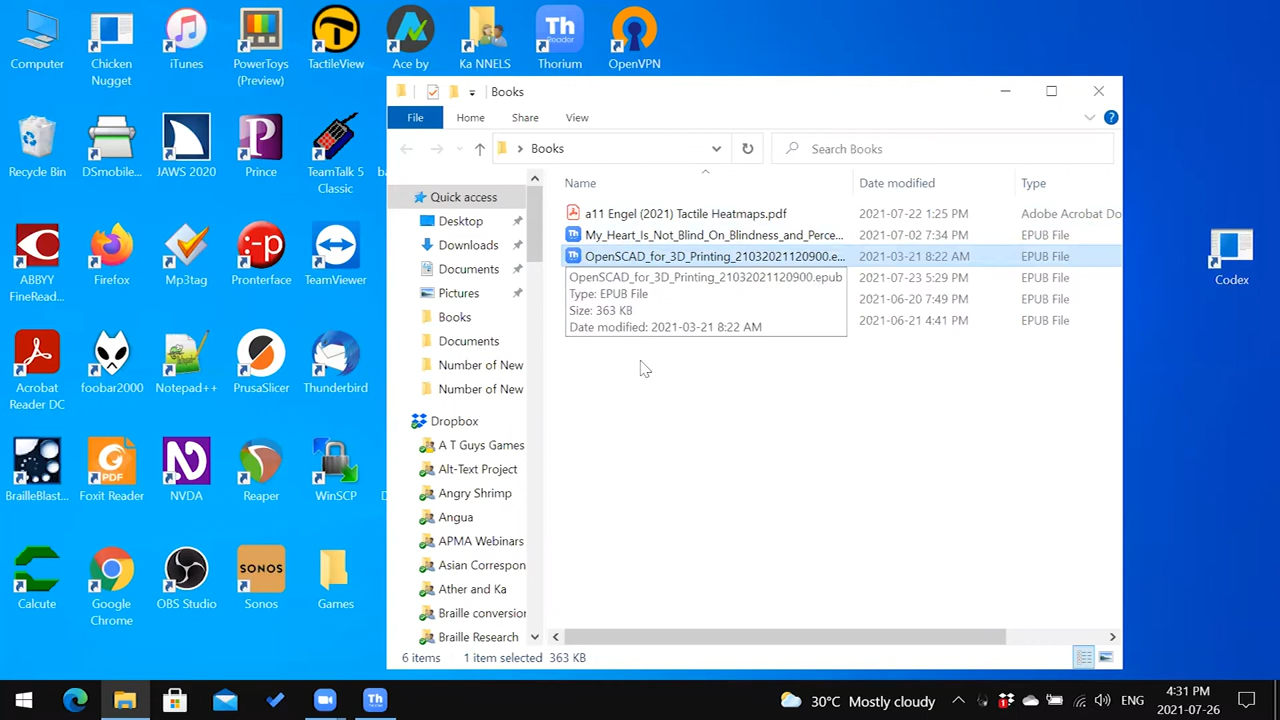 Computer
Chicken
Nugget
iTunes
PowerToys
(Preview)
TactileView
Ace by
Ka NNELS
Thorium
OpenVPN
Recycle Bin
DSmobile...
JAWS 2020
Prince
TeamTalk 5
Classic
ABBYY
FineRead...
Firefox
Mp3tag
Pronterface
TeamViewer
Acrobat
Reader DC
foobar2000
Notepad++
PrusaSlicer
Thunderbird
BrailleBlast...
Foxit Reader
NVDA
Reaper
WinSCP
Calcute
Google
Chrome
OBS Studio
SONOS
Sonos
Games
Codex
Books
File
Home
Share
View
Books
Search Books
Quick access
Desktop
Downloads
Documents
Pictures
Books
Documents
Number of New
Number of New
Dropbox
A T Guys Games
Alt-Text Project
Angry Shrimp
Angua
APMA Webinars
Asian Correspon
Ather and Ka
Braille conversion
Braille Research
Name Date modified Type
a11 Engel (2021) Tactile Heatmaps.pdf 2021-07-22 1:25 PM Adobe Acrobat Do
My_Heart_Is_Not_Blind_On_Blindness_and_Perce... 2021-07-02 7:34 PM EPUB File
OpenSCAD_for_3D_Printing_21032021120900.e... 2021-03-21 8:22 AM EPUB File
2021-07-23 5:29 PM EPUB File
2021-06-20 7:49 PM EPUB File
2021-06-21 4:41 PM EPUB File
OpenSCAD_for_3D_Printing_21032021120900.epub
Type: EPUB File
Size: 363 KB
Date modified: 2021-03-21 8:22 AM
6 items 1 item selected 363 KB
30°C Mostly cloudy
ENG
4:31 PM
2021-07-26